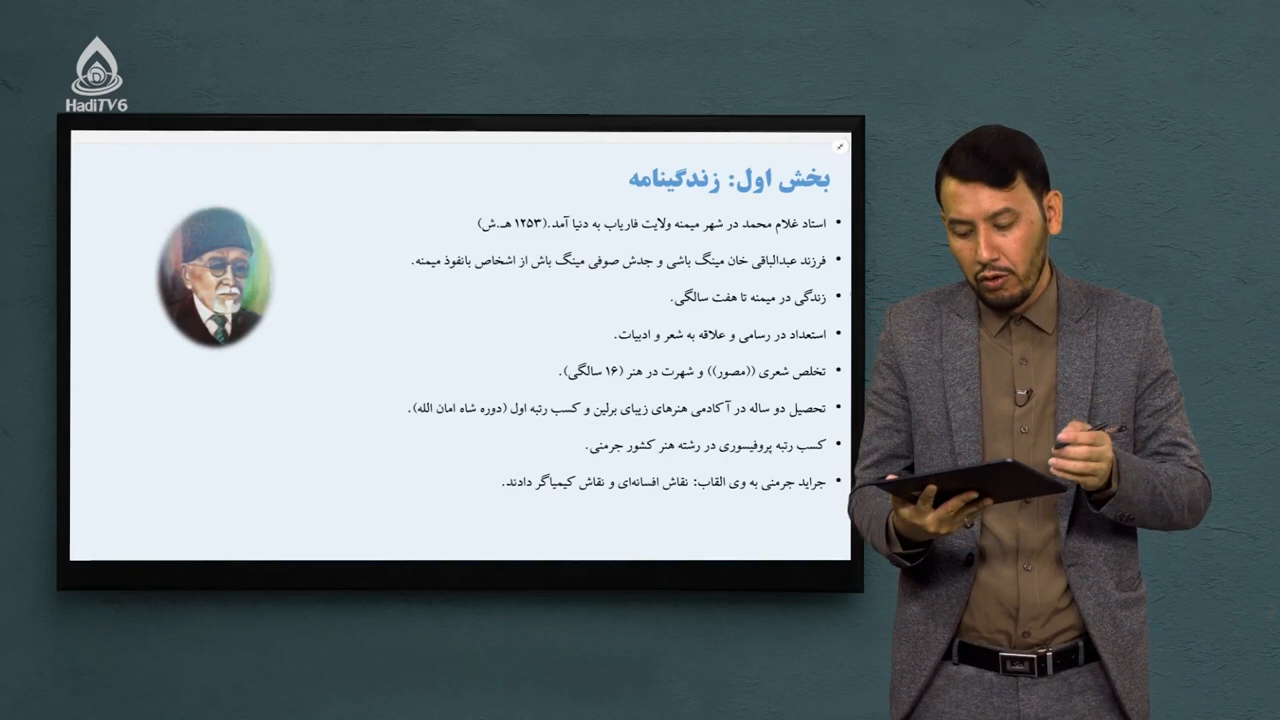 HadiTV6
بخش اول: زندگینامه
• استاد غلام محمد در شهر میمنه ولایت فاریاب به دنیا آمد.(۱۲۵۳ هـ.ش)
• فرزند عبدالباقی خان مینگ باشی و جدش صوفی مینگ باش از اشخاص بانفوذ میمنه.
• زندگی در میمنه تا هفت سالگی.
• استعداد در رسامی و علاقه به شعر و ادبیات.
• تخلص شعری ((مصور)) و شهرت در هنر (۱۶ سالگی).
• تحصیل دو ساله در آکادمی هنرهای زیبای برلین و کسب رتبه اول (دوره شاه امان الله).
• کسب رتبه پروفیسوری در رشته هنر کشور جرمنی.
• جراید جرمنی به وی القاب: نقاش افسانه‌ای و نقاش کیمیاگر دادند.